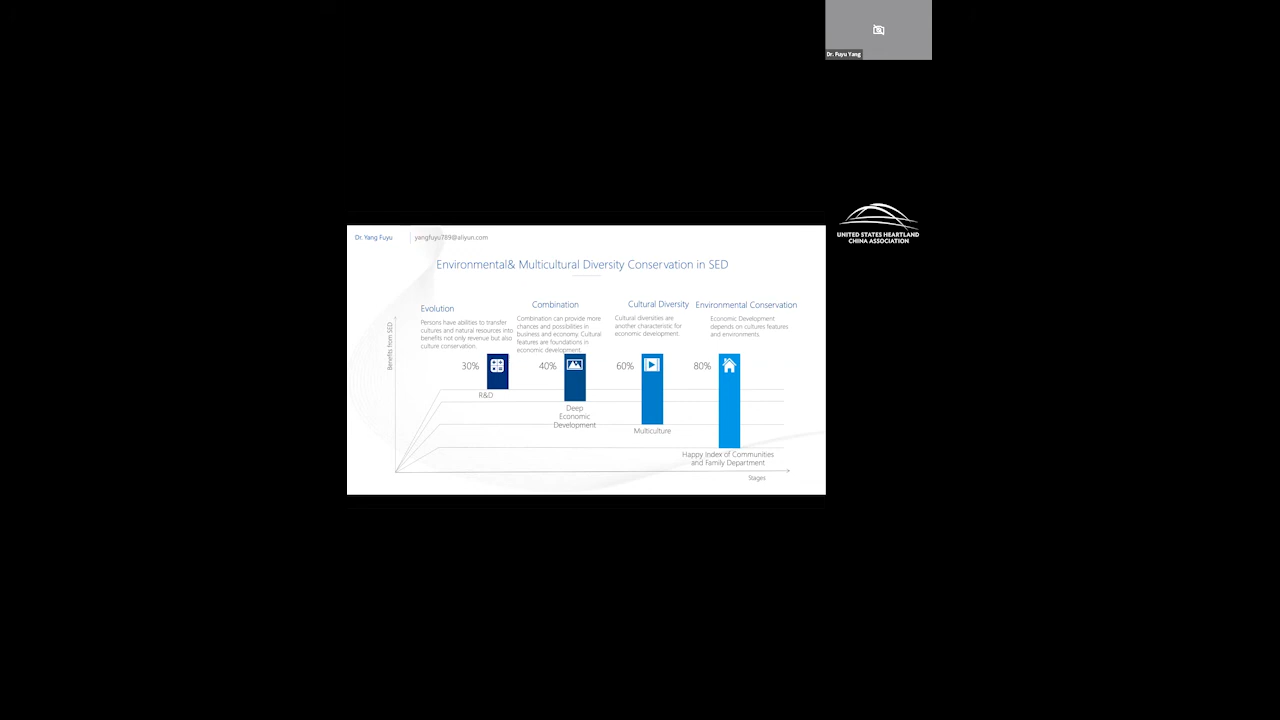 Dr. Fuyu Yang
UNITED STATES HEARTLAND
CHINA ASSOCIATION
Dr. Yang Fuyu
yangfuyu789@aliyun.com
Environmental& Multicultural Diversity Conservation in SED
Evolution
Persons have abilities to transfer
cultures and natural resources into
benefits not only revenue but also
culture conservation.
Combination
Combination can provide more
chances and possibilities in
business and economy. Cultural
features are foundations in
economic development.
Cultural Diversity
Cultural diversities are
another characteristic for
economic development.
Environmental Conservation
Economic Development
depends on cultures features
and environments.
Benefits from SED
30%
40%
60%
80%
R&D
Deep
Economic
Development
Multiculture
Happy Index of Communities
and Family Department
Stages